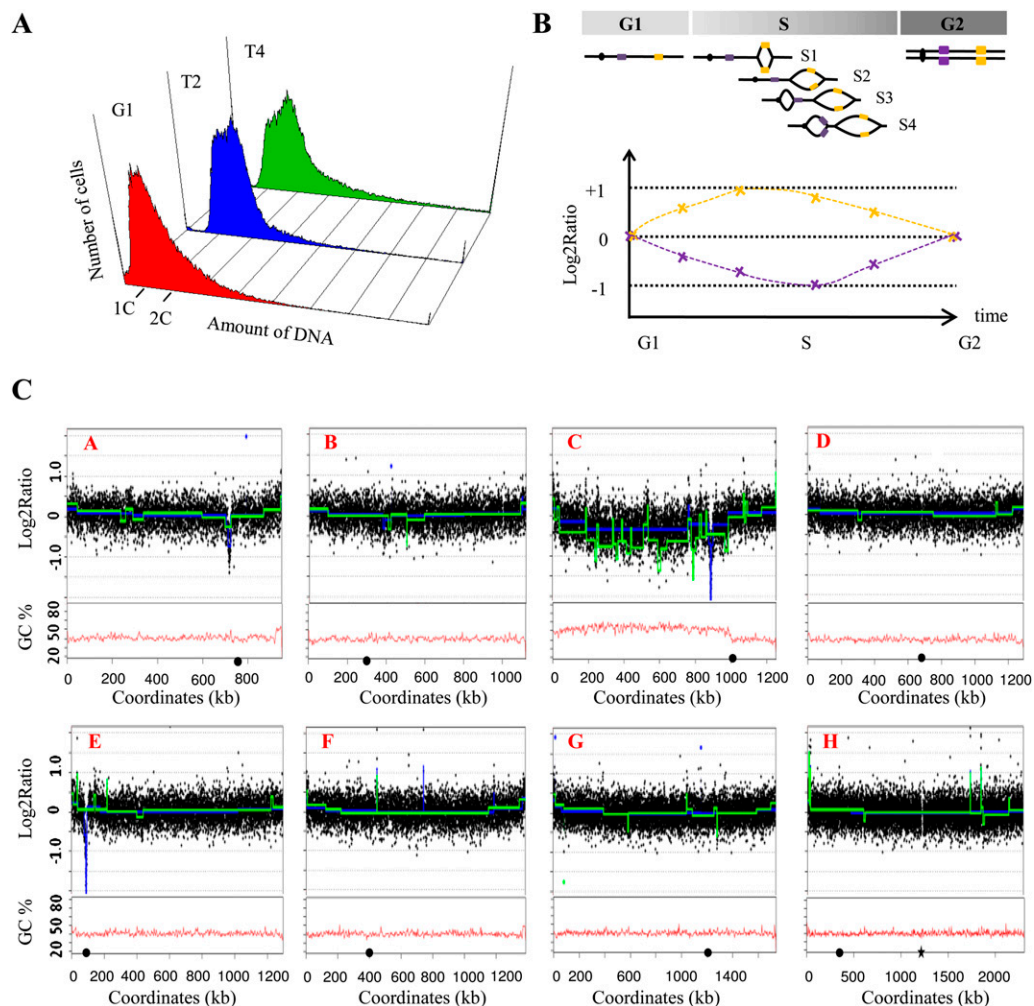 A
G1
T2
T4
Number of cells
1C
2C
Amount of DNA
B
G1
S
G2
S1
S2
S3
S4
+1
0
-1
Log2Ratio
time
G1
S
G2
C
A
B
C
D
Log2Ratio
1.0
0
-1.0
GC %
20 50 80
0 200 400 600 800
0 200 400 600 800 1000
0 200 400 600 800 1000 1200
0 200 400 600 800 1000 1200
Coordinates (kb)
Coordinates (kb)
Coordinates (kb)
Coordinates (kb)
E
F
G
H
Log2Ratio
1.0
0
-1.0
GC %
20 50 80
0 200 400 600 800 1000 1200
0 200 400 600 800 1000 1200
0 200 600 1000 1400
0 500 1000 1500 2000
Coordinates (kb)
Coordinates (kb)
Coordinates (kb)
Coordinates (kb)